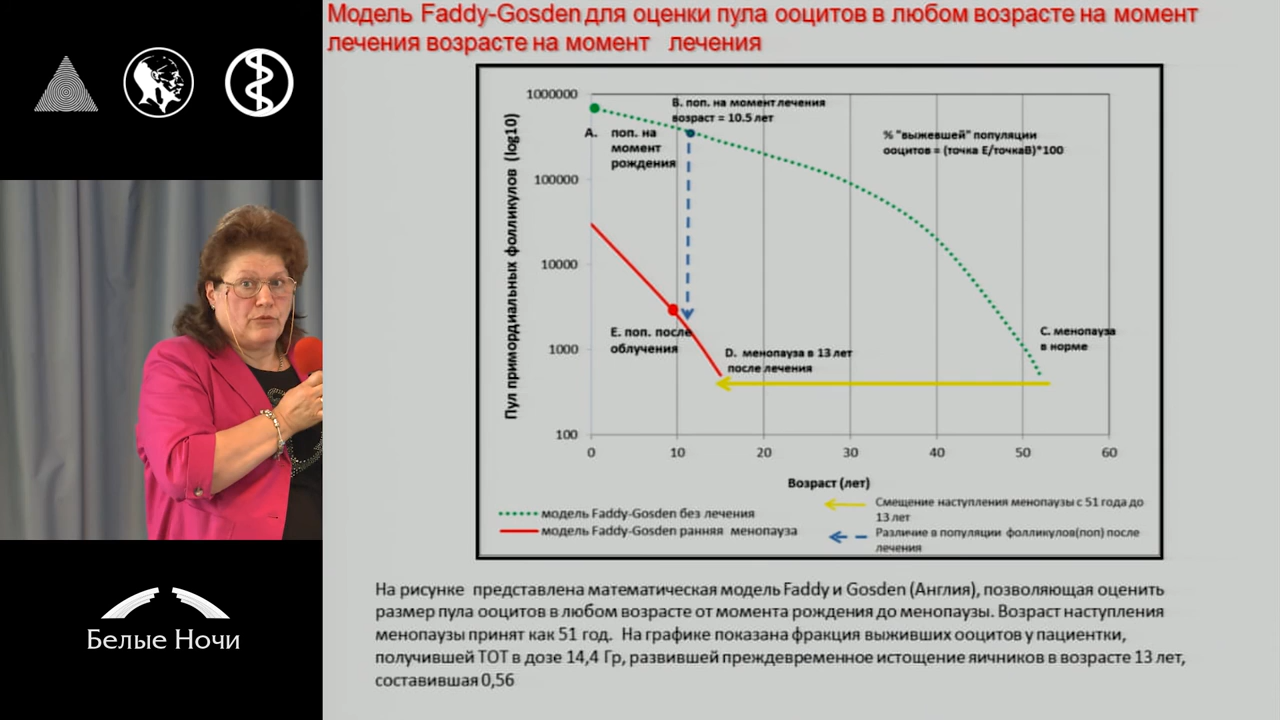 Модель Faddy-Gosden для оценки пула ооцитов в любом возрасте на момент
лечения возрасте на момент лечения
1000000
100000
10000
1000
100
Пул примордиальных фолликулов (log10)
B. поп. на момент лечения
возраст = 10.5 лет
A. поп. на
момент
рождения
% "выжевшей" популяции
ооцитов = (точка E/точкаB)*100
E. поп. после
облучения
D. менопауза в 13 лет
после лечения
C. менопауза
в норме
0 10 20 30 40 50 60
Возраст (лет)
модель Faddy-Gosden без лечения
модель Faddy-Gosden ранняя менопауза
Смещение наступления менопаузы с 51 года до
13 лет
Различие в популяции фолликулов(поп) после
лечения
На рисунке представлена математическая модель Faddy и Gosden (Англия), позволяющая оценить
размер пула ооцитов в любом возрасте от момента рождения до менопаузы. Возраст наступления
менопаузы принят как 51 год. На графике показана фракция выживших ооцитов у пациентки,
получившей ТОТ в дозе 14,4 Гр, развившей преждевременное истощение яичников в возрасте 13 лет,
составившая 0,56
Белые Ночи